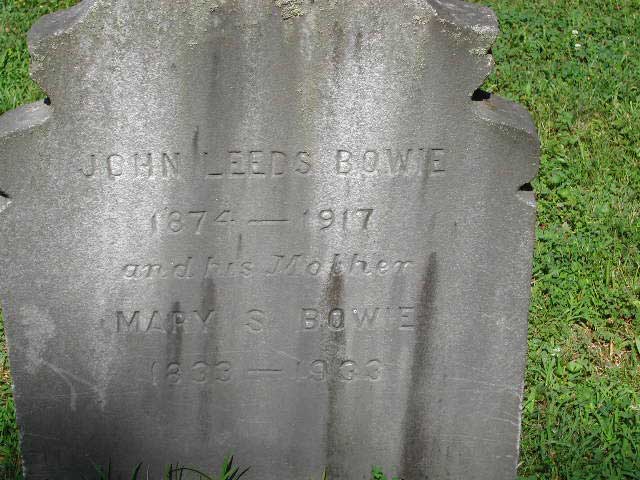 JOHN LEEDS BOWIE
1874 — 1917
and his Mother
MARY S BOWIE
1833 — 1933